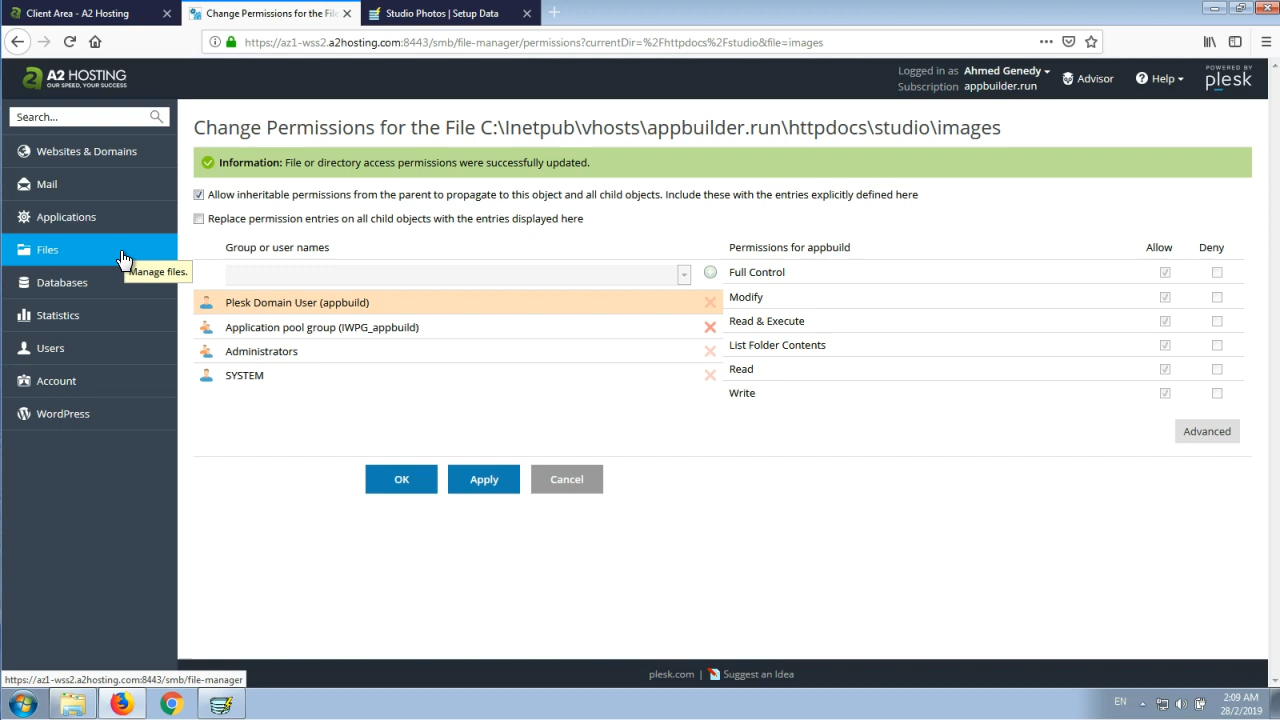 Client Area - A2 Hosting
Change Permissions for the Fil
Studio Photos | Setup Data
https://az1-wss2.a2hosting.com:8443/smb/file-manager/permissions?currentDir=%2Fhttpdocs%2Fstudio&file=images
A2 HOSTING
OUR SPEED, YOUR SUCCESS
Logged in as Ahmed Genedy
Subscription appbuilder.run
Advisor
Help
POWERED BY
plesk
Search...
Websites & Domains
Mail
Applications
Files
Manage files.
Databases
Statistics
Users
Account
WordPress
Change Permissions for the File C:\Inetpub\vhosts\appbuilder.run\httpdocs\studio\images
Information: File or directory access permissions were successfully updated.
Allow inheritable permissions from the parent to propagate to this object and all child objects. Include these with the entries explicitly defined here
Replace permission entries on all child objects with the entries displayed here
Group or user names
Plesk Domain User (appbuild)
Application pool group (IWPG_appbuild)
Administrators
SYSTEM
Permissions for appbuild Allow Deny
Full Control
Modify
Read & Execute
List Folder Contents
Read
Write
Advanced
OK
Apply
Cancel
plesk.com | Suggest an Idea
https://az1-wss2.a2hosting.com:8443/smb/file-manager
EN
2:09 AM
28/2/2019